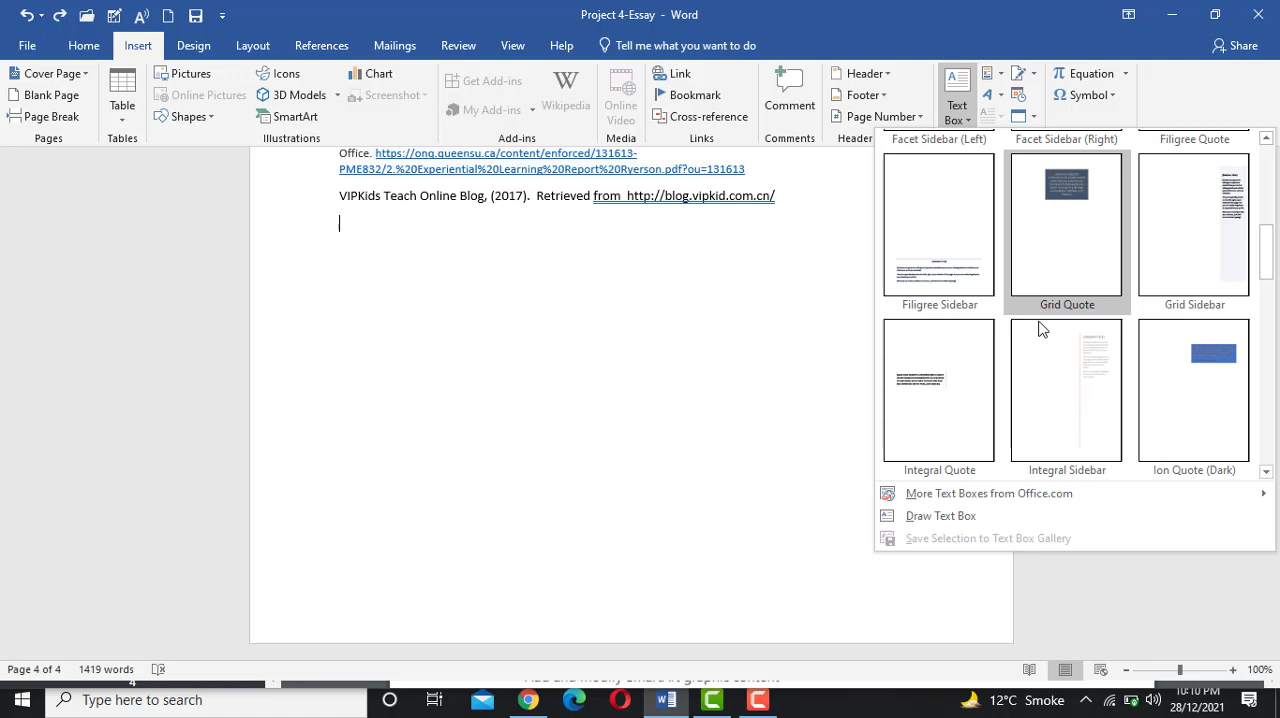 Project 4-Essay - Word
File Home Insert Design Layout References Mailings Review View Help Tell me what you want to do Share
Cover Page
Blank Page
Page Break
Pages
Table
Tables
Pictures
Online Pictures
Shapes
Icons
3D Models
SmartArt
Chart
Screenshot
Illustrations
Get Add-ins
My Add-ins
Wikipedia
Add-ins
Online
Video
Media
Link
Bookmark
Cross-reference
Links
Comment
Comments
Header
Footer
Page Number
Header
Text
Box
Equation
Symbol
Facet Sidebar (Left) Facet Sidebar (Right) Filigree Quote
Filigree Sidebar Grid Quote Grid Sidebar
Integral Quote Integral Sidebar Ion Quote (Dark)
More Text Boxes from Office.com
Draw Text Box
Save Selection to Text Box Gallery
Office. https://onq.queensu.ca/content/enforced/131613-
PME832/2.%20Experiential%20Learning%20Report%20Ryerson.pdf?ou=131613
Teach Online Blog, (2017). Retrieved from http://blog.vipkid.com.cn/
Page 4 of 4 1419 words 100%
Type here to search
12°C Smoke
10:10 PM
28/12/2021